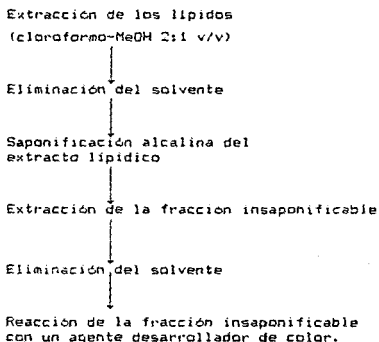 Extracción de los lípidos
(cloroformo-MeOH 2:1 v/v)
Eliminación del solvente
Saponificación alcalina del
extracto lipídico
Extracción de la fracción insaponificable
Eliminación del solvente
Reacción de la fracción insaponificable
con un agente desarrollador de color.